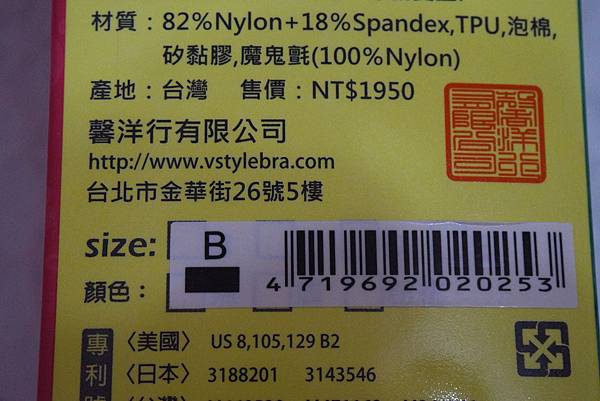 材質：82%Nylon+18%Spandex,TPU,泡棉,
矽黏膠,魔鬼氈(100%Nylon)
產地：台灣 售價：NT$1950
馨洋行有限公司
http://www.vstylebra.com
台北市金華街26號5樓
size: B
顏色：
4 719692 020253
專利號
〈美國〉 US 8,105,129 B2
〈日本〉 3188201 3143546
〈台灣〉